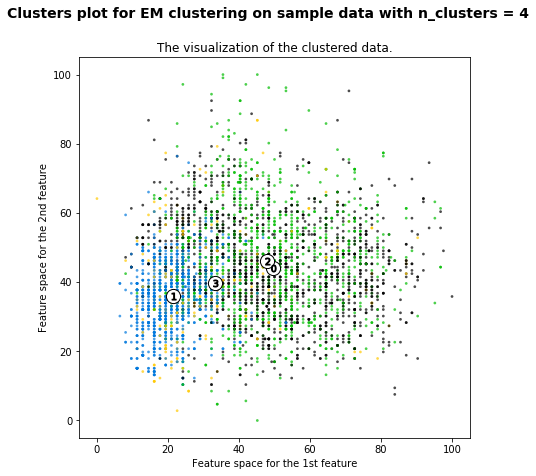 Clusters plot for EM clustering on sample data with n_clusters = 4
The visualization of the clustered data.
100
80
60
40
20
0
Feature space for the 2nd feature
2
0
3
1
0 20 40 60 80 100
Feature space for the 1st feature